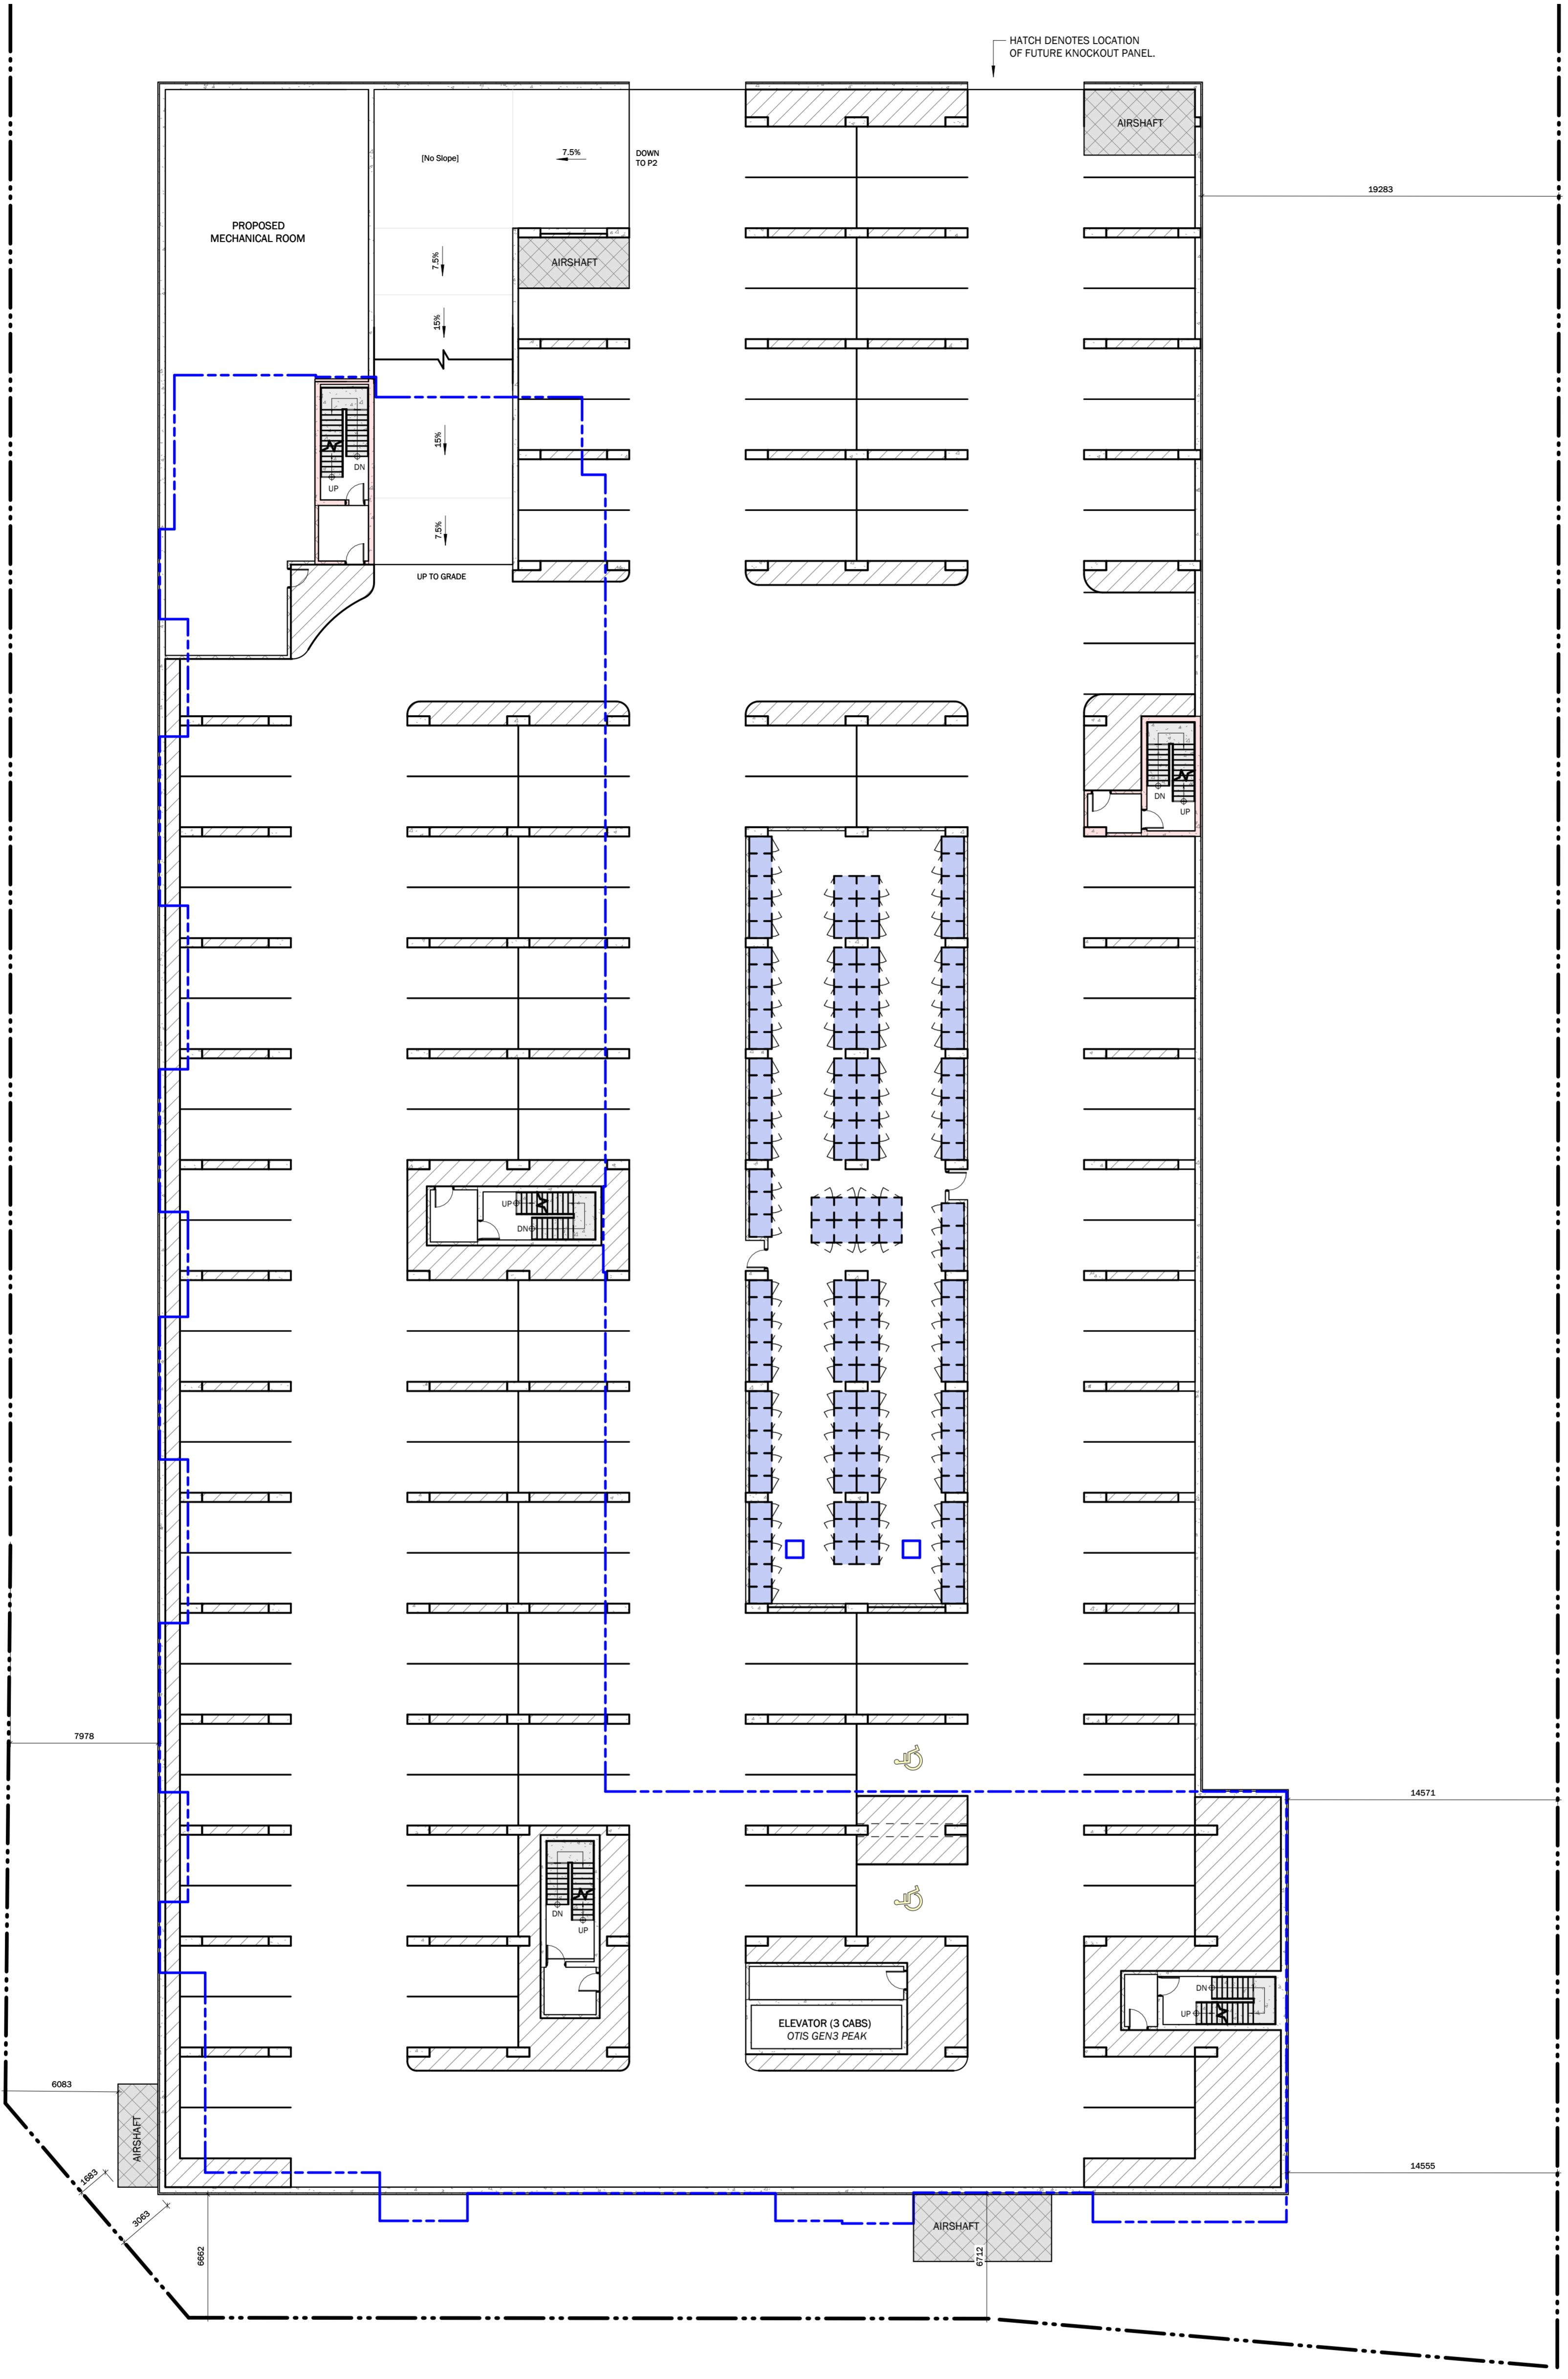 HATCH DENOTES LOCATION
OF FUTURE KNOCKOUT PANEL.
AIRSHAFT
[No Slope]
7.5%
DOWN
TO P2
19283
PROPOSED
MECHANICAL ROOM
7.5%
AIRSHAFT
15%
15%
DN
UP
7.5%
UP TO GRADE
DN
UP
UP
DN
7978
14571
DN
UP
DN
UP
ELEVATOR (3 CABS)
OTIS GEN3 PEAK
6083
AIRSHAFT
1683
14555
3063
AIRSHAFT
6662
6712